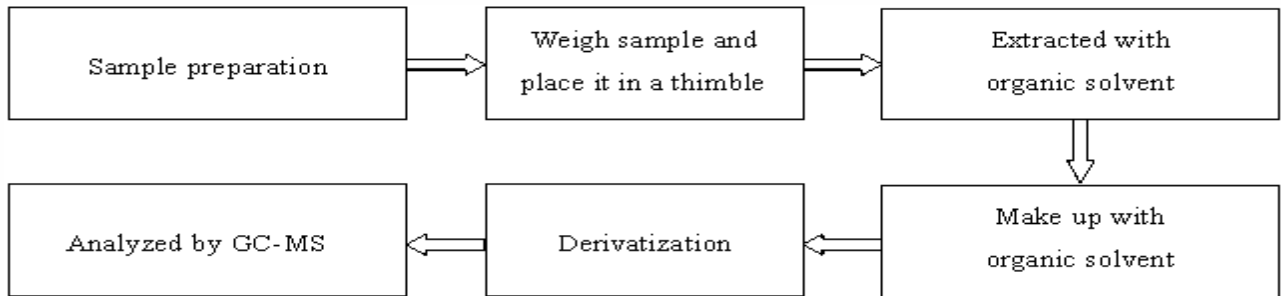 Sample preparation
Weigh sample and
place it in a thimble
Extracted with
organic solvent
Make up with
organic solvent
Derivatization
Analyzed by GC-MS